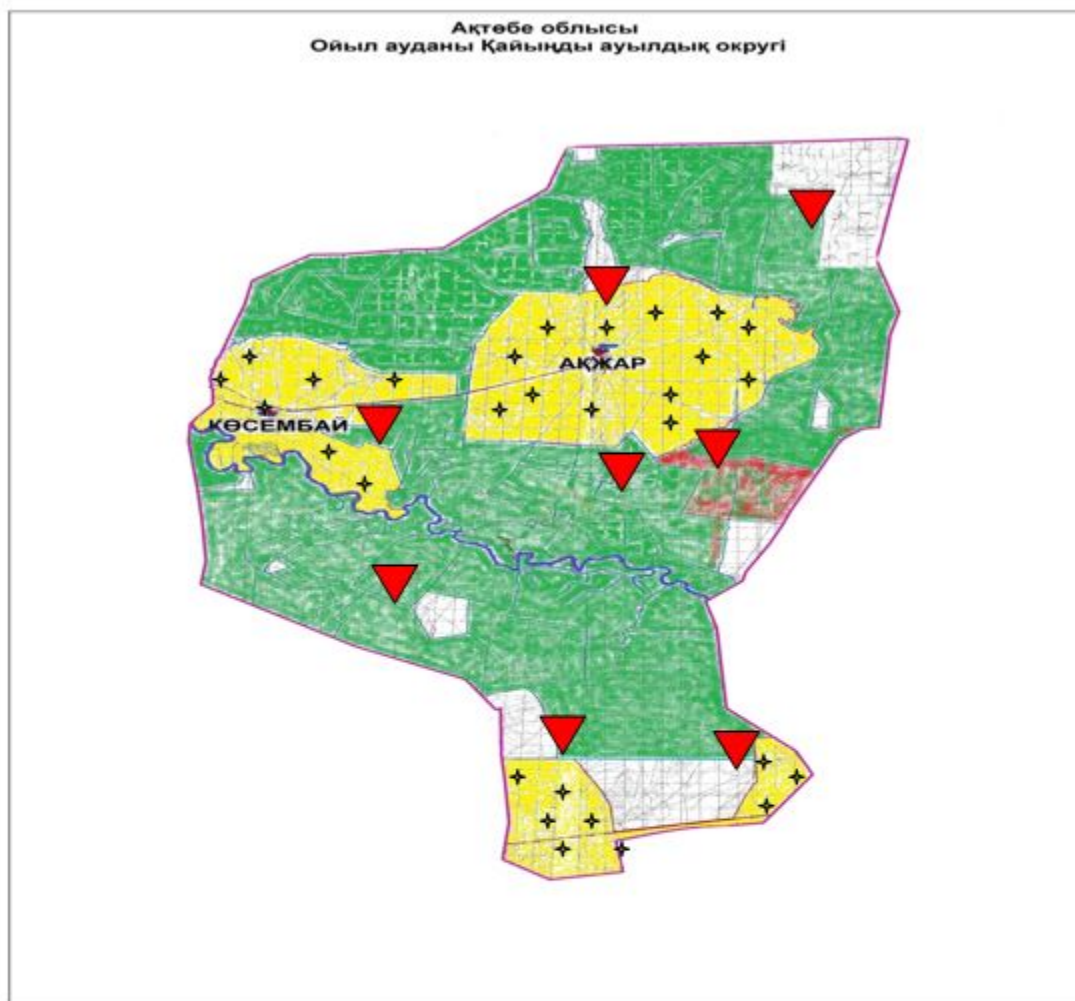 Ақтөбе облысы
Ойыл ауданы Қайыңды ауылдық округі
АҚЖАР
КӨСЕМБАЙ